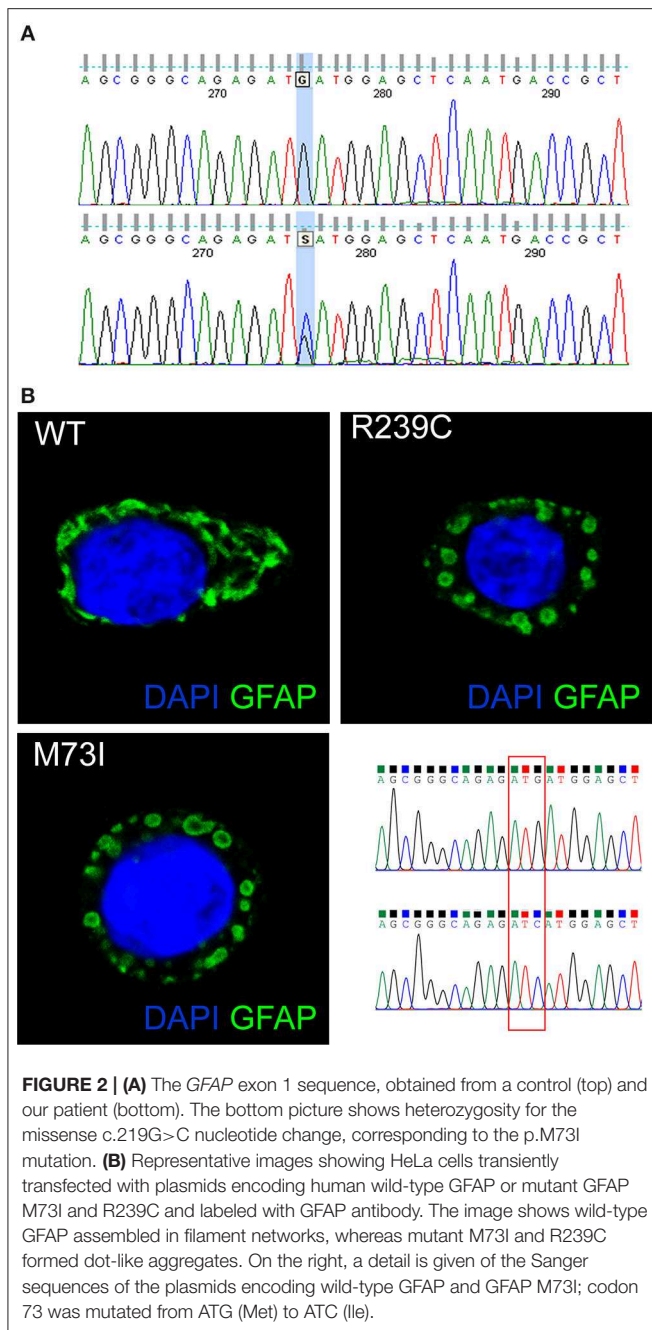 A
AGCGGGCAGAGATGATGGAGCTCAATGACCGCT
270 280 290
AGCGGGCAGAGATSATGGAGCTCAATGACCGCT
270 280 290
B
WT
DAPI GFAP
R239C
DAPI GFAP
M73I
DAPI GFAP
AGCGGGCAGAGATGATGGAGCT
AGCGGGCAGAGATCATGGAGCT
FIGURE 2 | (A) The GFAP exon 1 sequence, obtained from a control (top) and
our patient (bottom). The bottom picture shows heterozygosity for the
missense c.219G>C nucleotide change, corresponding to the p.M73I
mutation. (B) Representative images showing HeLa cells transiently
transfected with plasmids encoding human wild-type GFAP or mutant GFAP
M73I and R239C and labeled with GFAP antibody. The image shows wild-type
GFAP assembled in filament networks, whereas mutant M73I and R239C
formed dot-like aggregates. On the right, a detail is given of the Sanger
sequences of the plasmids encoding wild-type GFAP and GFAP M73I; codon
73 was mutated from ATG (Met) to ATC (Ile).